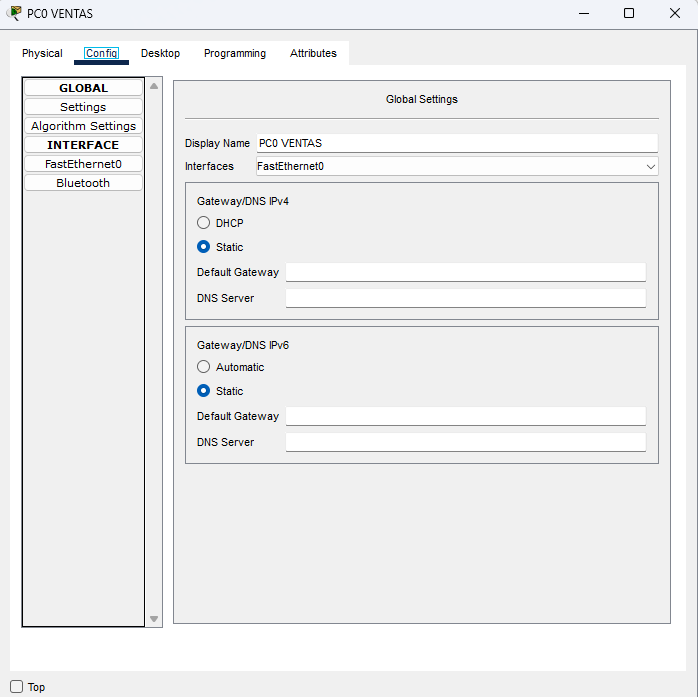 PC0 VENTAS
Physical Config Desktop Programming Attributes
GLOBAL
Settings
Algorithm Settings
INTERFACE
FastEthernet0
Bluetooth
Global Settings
Display Name PC0 VENTAS
Interfaces FastEthernet0
Gateway/DNS IPv4
DHCP
Static
Default Gateway
DNS Server
Gateway/DNS IPv6
Automatic
Static
Default Gateway
DNS Server
Top